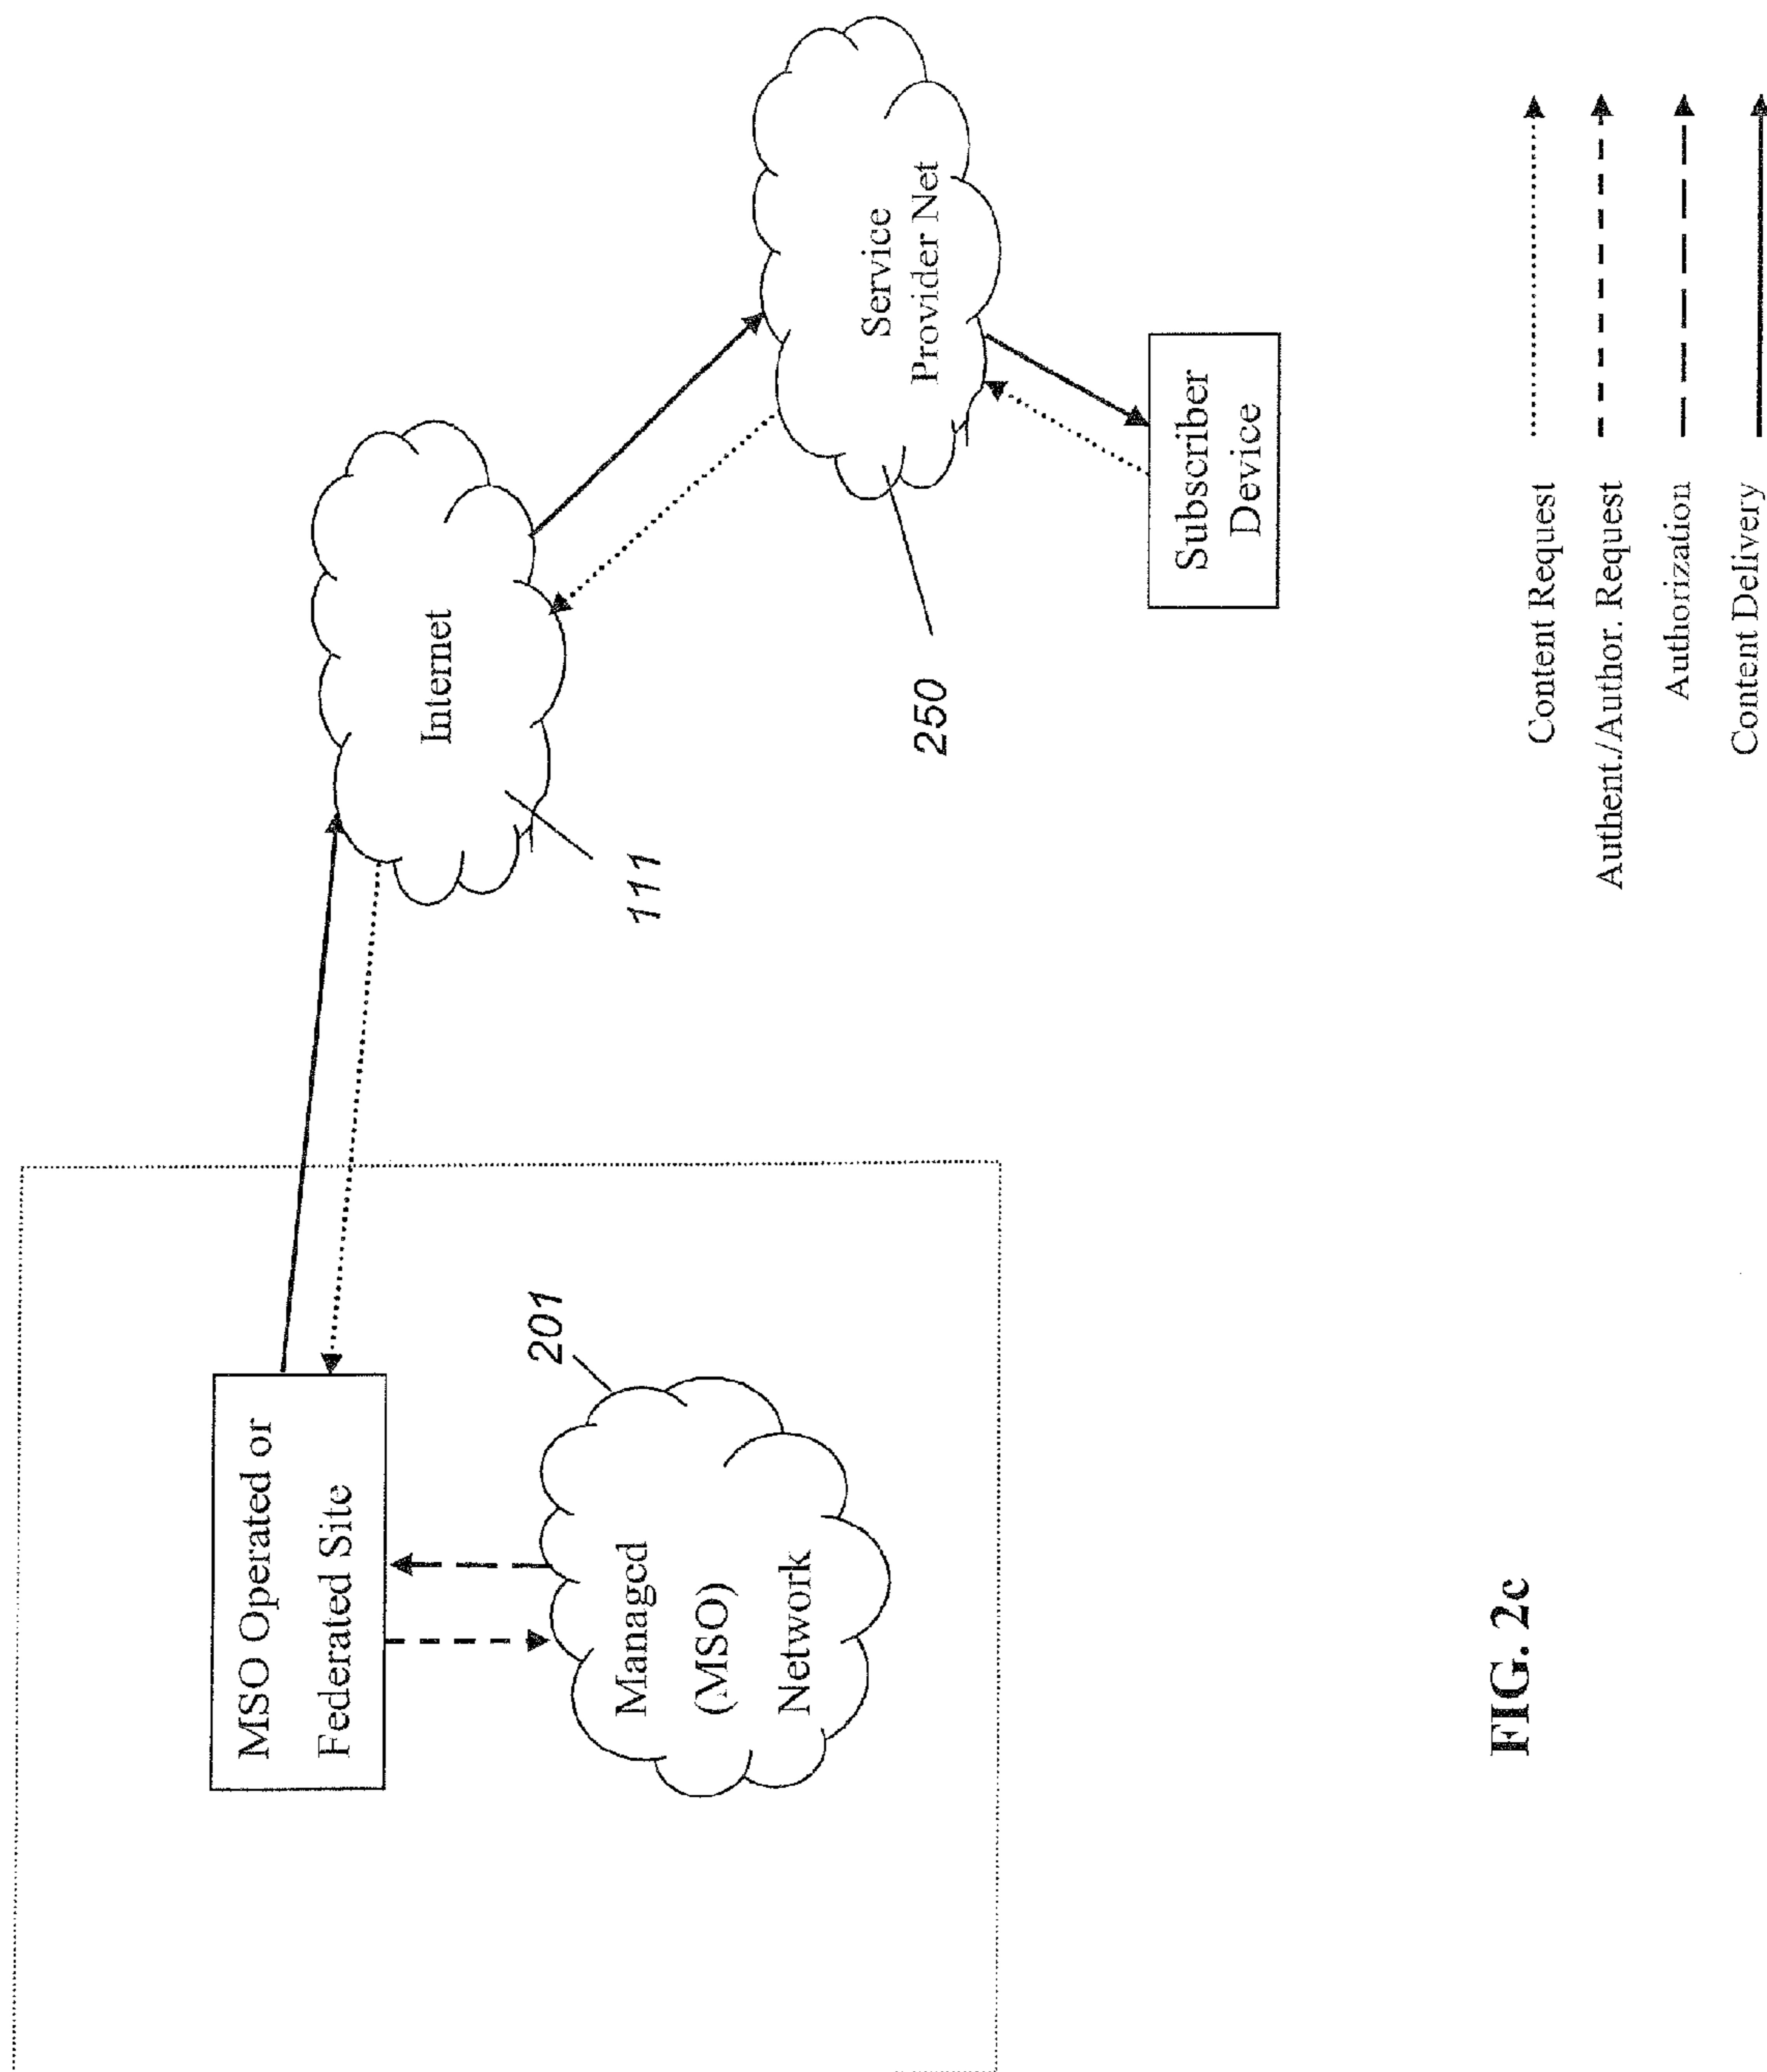 MSO Operated or
Federated Site
201
Managed
(MSO)
Network
Internet
111
Service
Provider Net
250
Subscriber
Device
Content Request
Authent./Author. Request
Authorization
Content Delivery
FIG. 2c